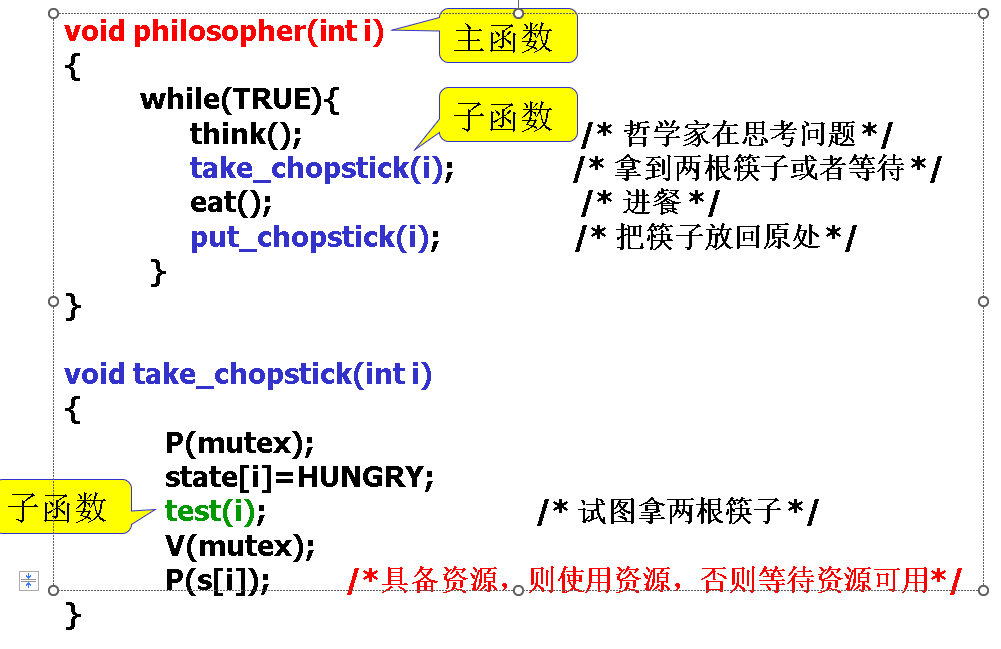 void philosopher(int i)
主函数
{
while(TRUE){
子函数
think(); /* 哲学家在思考问题*/
take_chopstick(i); /* 拿到两根筷子或者等待 */
eat(); /* 进餐 */
put_chopstick(i); /* 把筷子放回原处*/
}
}
void take_chopstick(int i)
{
P(mutex);
state[i]=HUNGRY;
子函数
test(i); /* 试图拿两根筷子*/
V(mutex);
P(s[i]); /*具备资源，则使用资源，否则等待资源可用*/
}